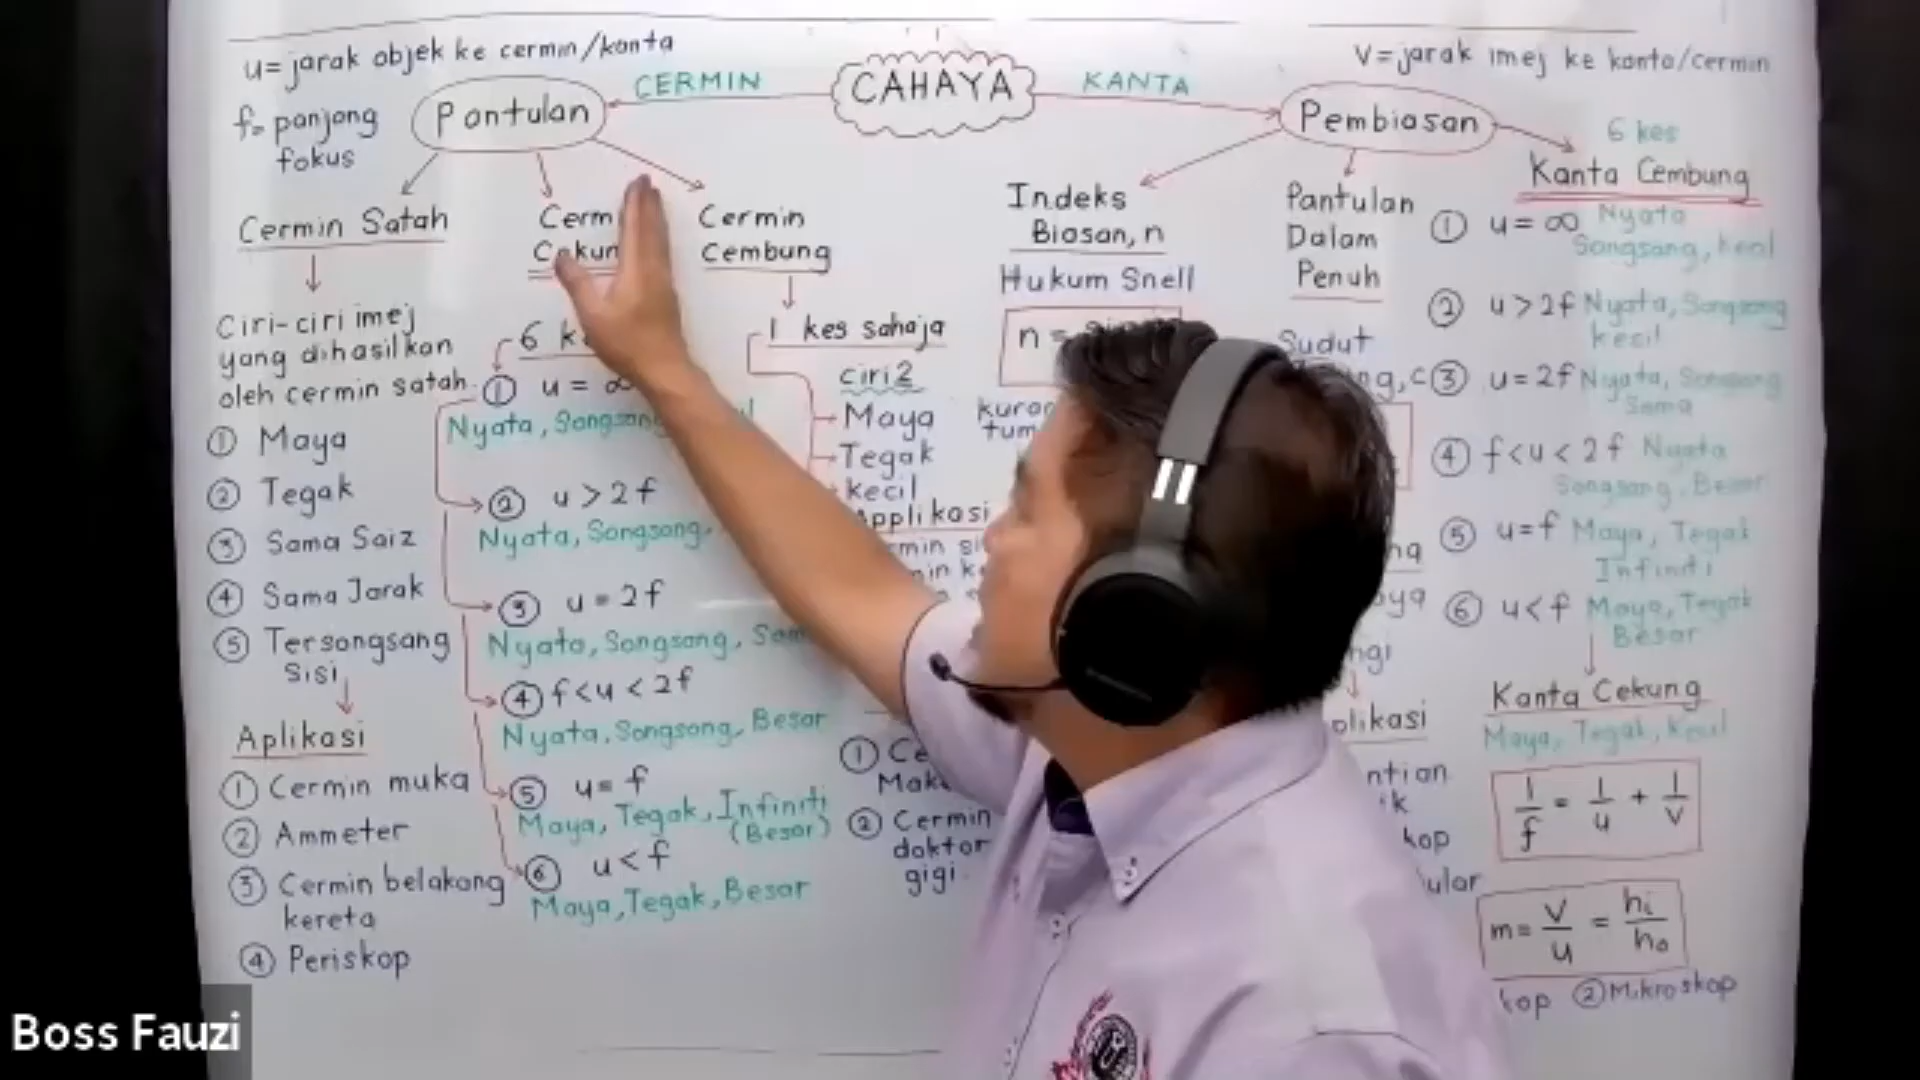 u = jarak objek ke cermin/kanta
f = panjang
fokus
CERMIN
CAHAYA
KANTA
v = jarak imej ke kanta/cermin
Pantulan
Pembiasan
Cermin Satah
Ciri-ciri imej
yang dihasilkan
oleh cermin satah
① Maya
② Tegak
③ Sama Saiz
④ Sama Jarak
⑤ Tersongsang
Sisi
Aplikasi
① Cermin muka
② Ammeter
③ Cermin belakang
kereta
④ Periskop
6
① u = ∞
Nyata, Songsang
② u > 2f
Nyata, Songsang,
③ u = 2f
Nyata, Songsang,
④ f < u < 2f
Nyata, Songsang, Besar
⑤ u = f
Maya, Tegak, Infiniti
(Besar)
⑥ u < f
Maya, Tegak, Besar
Cermin
Cembung
1 kes sahaja
ciri2
Maya
Tegak
kecil
Applikasi
①
② Cermin
doktor
gigi
Indeks
Biasan, n
Hukum Snell
n =
Pantulan
Dalam
Penuh
Sudut
6 kes
Kanta Cembung
① u = ∞ Nyata
Songsang, kecil
② u > 2f Nyata, Songsang
kecil
③ u = 2f Nyata, Songsang
Sama
④ f < u < 2f Nyata
Songsang, Besar
⑤ u = f Maya, Tegak
Infiniti
⑥ u < f Maya, Tegak
Besar
Kanta Cekung
Maya, Tegak, Kecil
1/f = 1/u + 1/v
m = v/u = hi/ho
② Mikroskop
Boss Fauzi